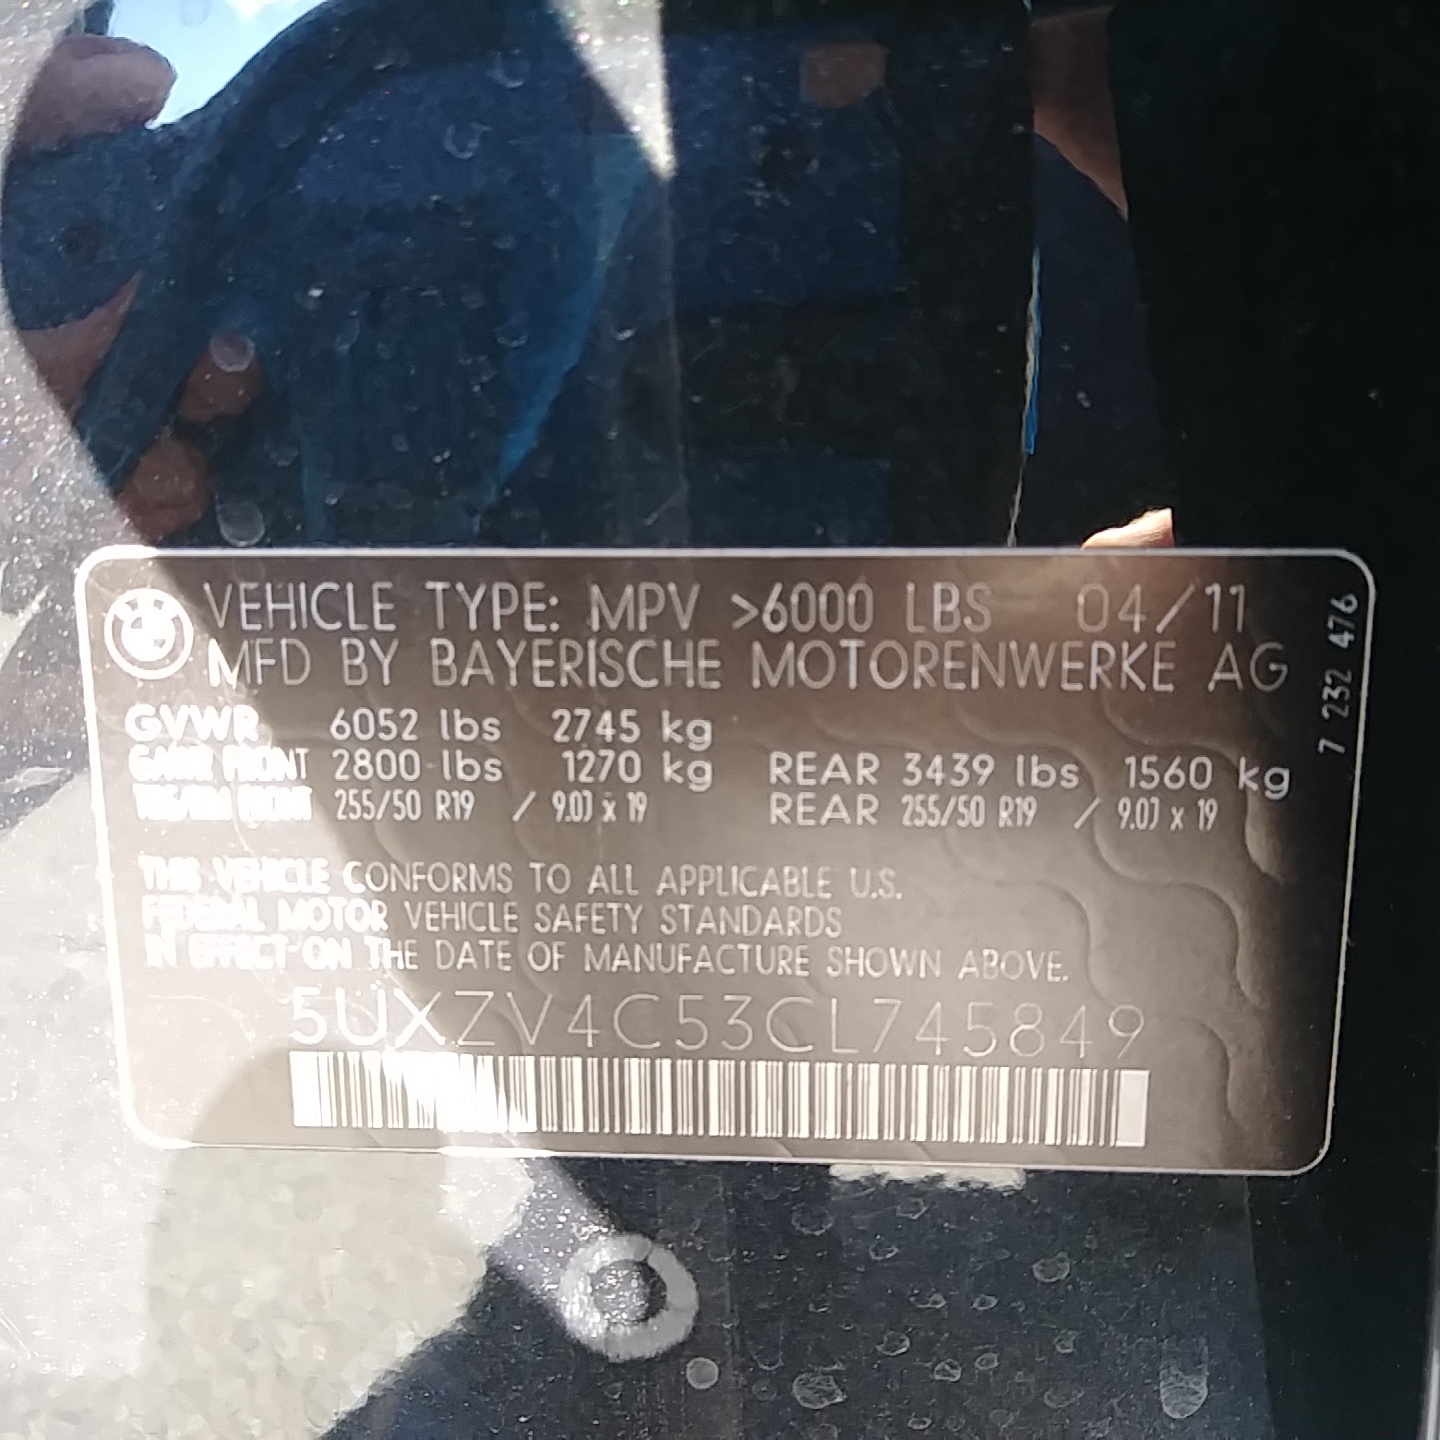 VEHICLE TYPE: MPV >6000 LBS 04/11
MFD BY BAYERISCHE MOTORENWERKE AG
GVWR 6052 lbs 2745 kg
GAWR FRONT 2800 lbs 1270 kg REAR 3439 lbs 1560 kg
FRONT 255/50 R19 / 9.0J x 19 REAR 255/50 R19 / 9.0J x 19
THIS VEHICLE CONFORMS TO ALL APPLICABLE U.S.
FEDERAL MOTOR VEHICLE SAFETY STANDARDS
IN EFFECT ON THE DATE OF MANUFACTURE SHOWN ABOVE.
5UXZV4C53CL745849
7 232 476